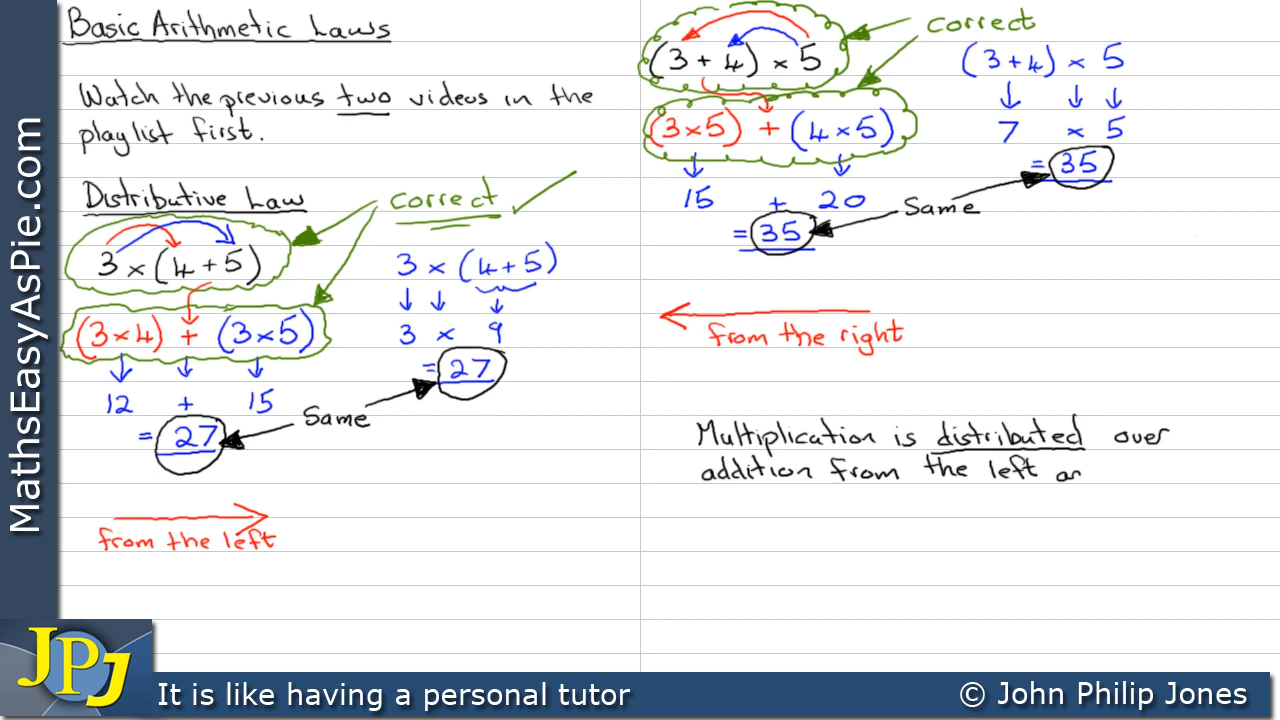 Basic Arithmetic Laws
Watch the previous two videos in the
playlist first.
Distributive Law
correct
3 × (4 + 5)
(3 × 4) + (3 × 5)
12 + 15
= 27
3 × (4 + 5)
3 × 9
= 27
Same
from the left
(3 + 4) × 5
correct
(3 × 5) + (4 × 5)
15 + 20
= 35
(3 + 4) × 5
7 × 5
= 35
Same
from the right
Multiplication is distributed over
addition from the left an
MathsEasyAsPie.com
JPJ
It is like having a personal tutor
© John Philip Jones